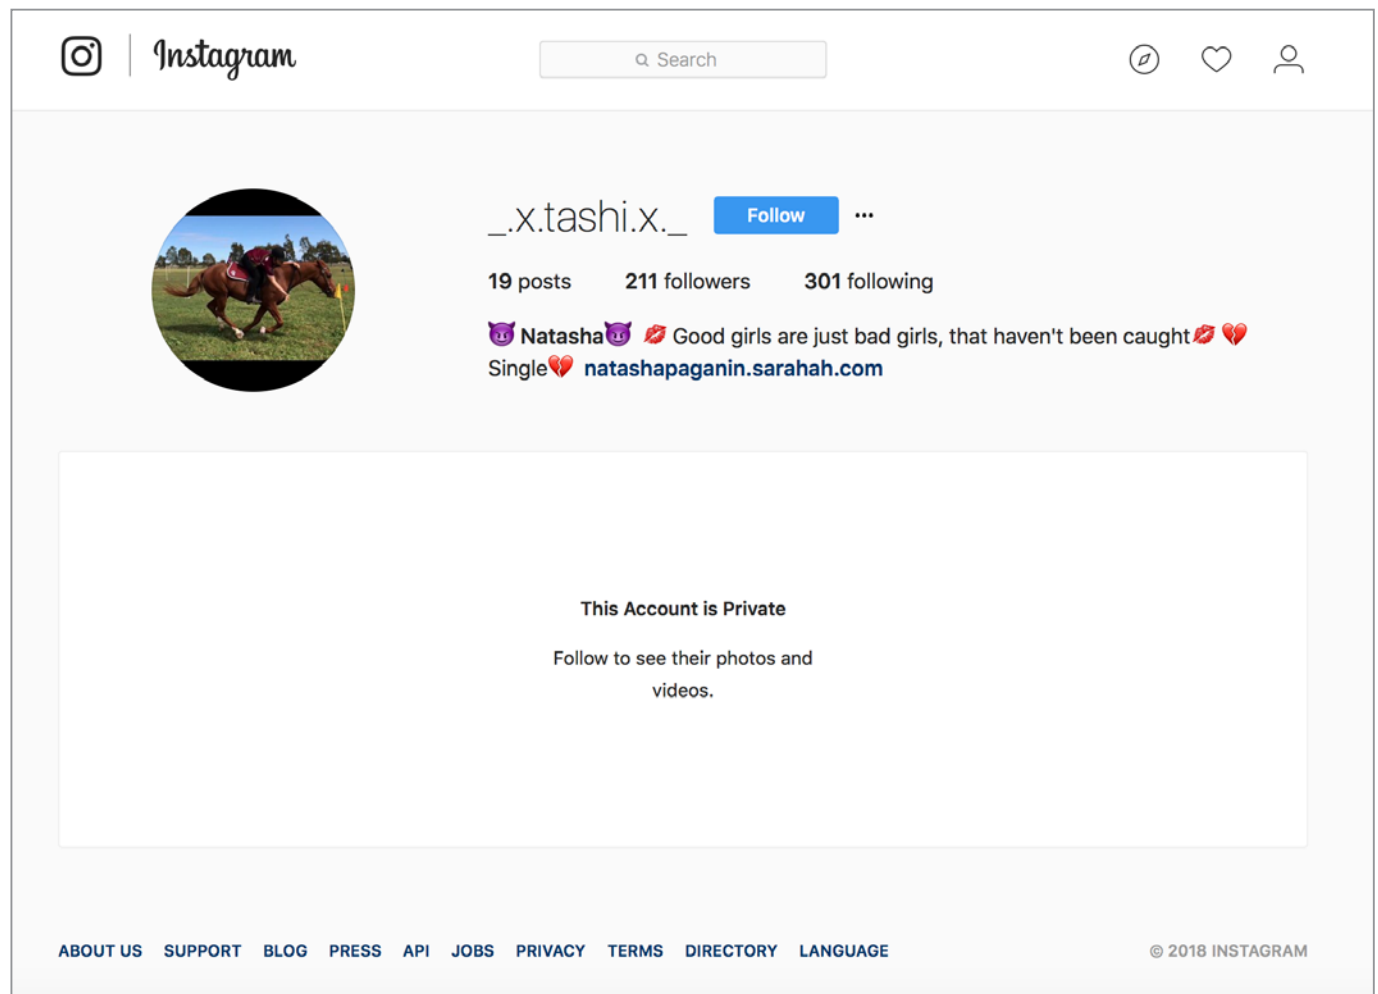 Instagram
Search
_.x.tashi.x._ Follow •••
19 posts 211 followers 301 following
😈 Natasha😈 💋 Good girls are just bad girls, that haven't been caught💋 💔
Single💔 natashapaganin.sarahah.com
This Account is Private
Follow to see their photos and
videos.
ABOUT US SUPPORT BLOG PRESS API JOBS PRIVACY TERMS DIRECTORY LANGUAGE © 2018 INSTAGRAM